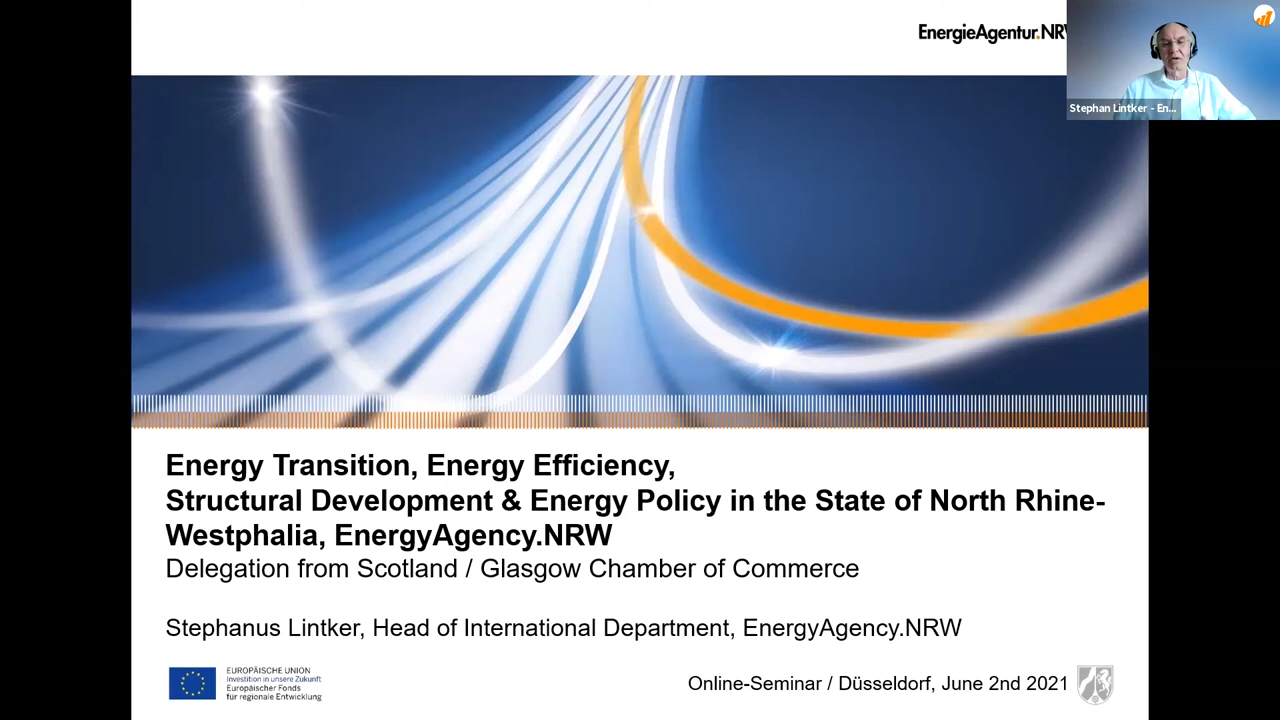 EnergieAgentur.NRW
Stephan Lintker - En...
Energy Transition, Energy Efficiency,
Structural Development & Energy Policy in the State of North Rhine-
Westphalia, EnergyAgency.NRW
Delegation from Scotland / Glasgow Chamber of Commerce
Stephanus Lintker, Head of International Department, EnergyAgency.NRW
EUROPÄISCHE UNION
Investition in unsere Zukunft
Europäischer Fonds
für regionale Entwicklung
Online-Seminar / Düsseldorf, June 2nd 2021